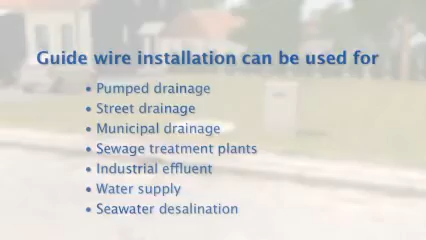 Guide wire installation can be used for
• Pumped drainage
• Street drainage
• Municipal drainage
• Sewage treatment plants
• Industrial effluent
• Water supply
• Seawater desalination